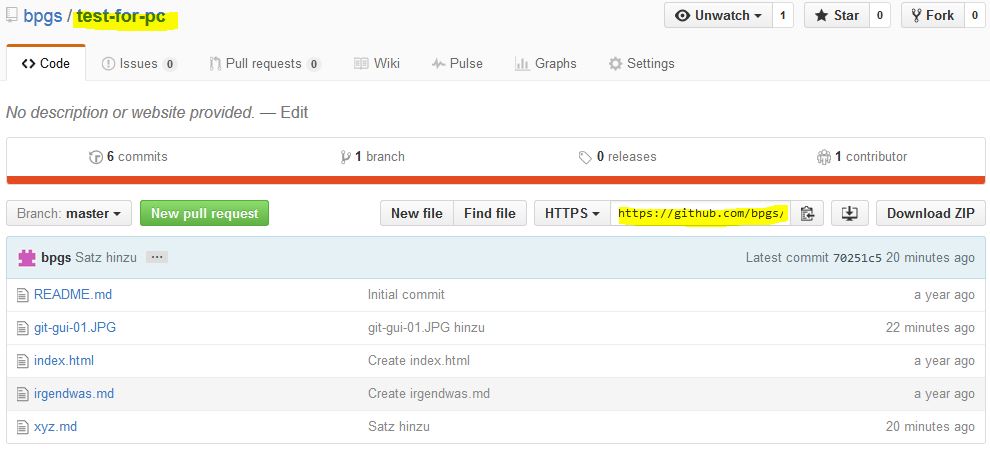 bpgs / test-for-pc Unwatch 1 Star 0 Fork 0
Code Issues 0 Pull requests 0 Wiki Pulse Graphs Settings
No description or website provided. — Edit
6 commits 1 branch 0 releases 1 contributor
Branch: master New pull request New file Find file HTTPS https://github.com/bpgs/ Download ZIP
bpgs Satz hinzu ... Latest commit 70251c5 20 minutes ago
README.md Initial commit a year ago
git-gui-01.JPG git-gui-01.JPG hinzu 22 minutes ago
index.html Create index.html a year ago
irgendwas.md Create irgendwas.md a year ago
xyz.md Satz hinzu 20 minutes ago